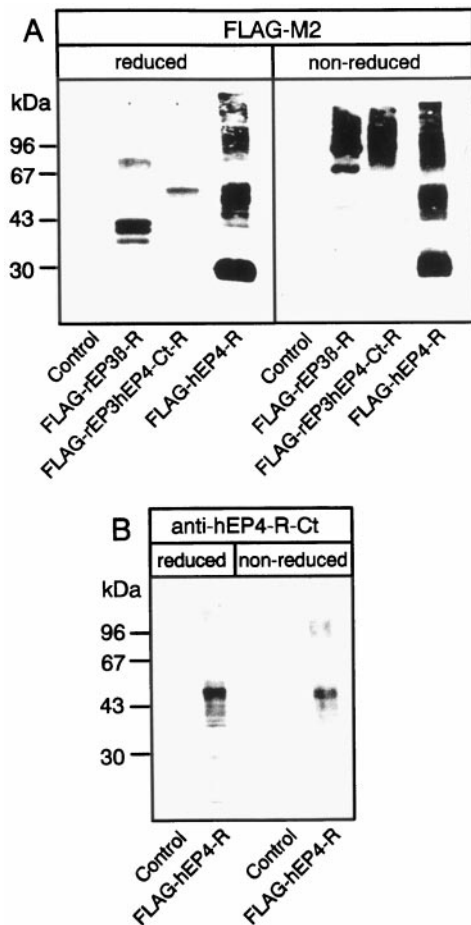 A
FLAG-M2
reduced
non-reduced
kDa
96
67
43
30
Control
FLAG-rEP3ß-R
FLAG-rEP3hEP4-Ct-R
FLAG-hEP4-R
Control
FLAG-rEP3ß-R
FLAG-rEP3hEP4-Ct-R
FLAG-hEP4-R
B
anti-hEP4-R-Ct
reduced
non-reduced
kDa
96
67
43
30
Control
FLAG-hEP4-R
Control
FLAG-hEP4-R